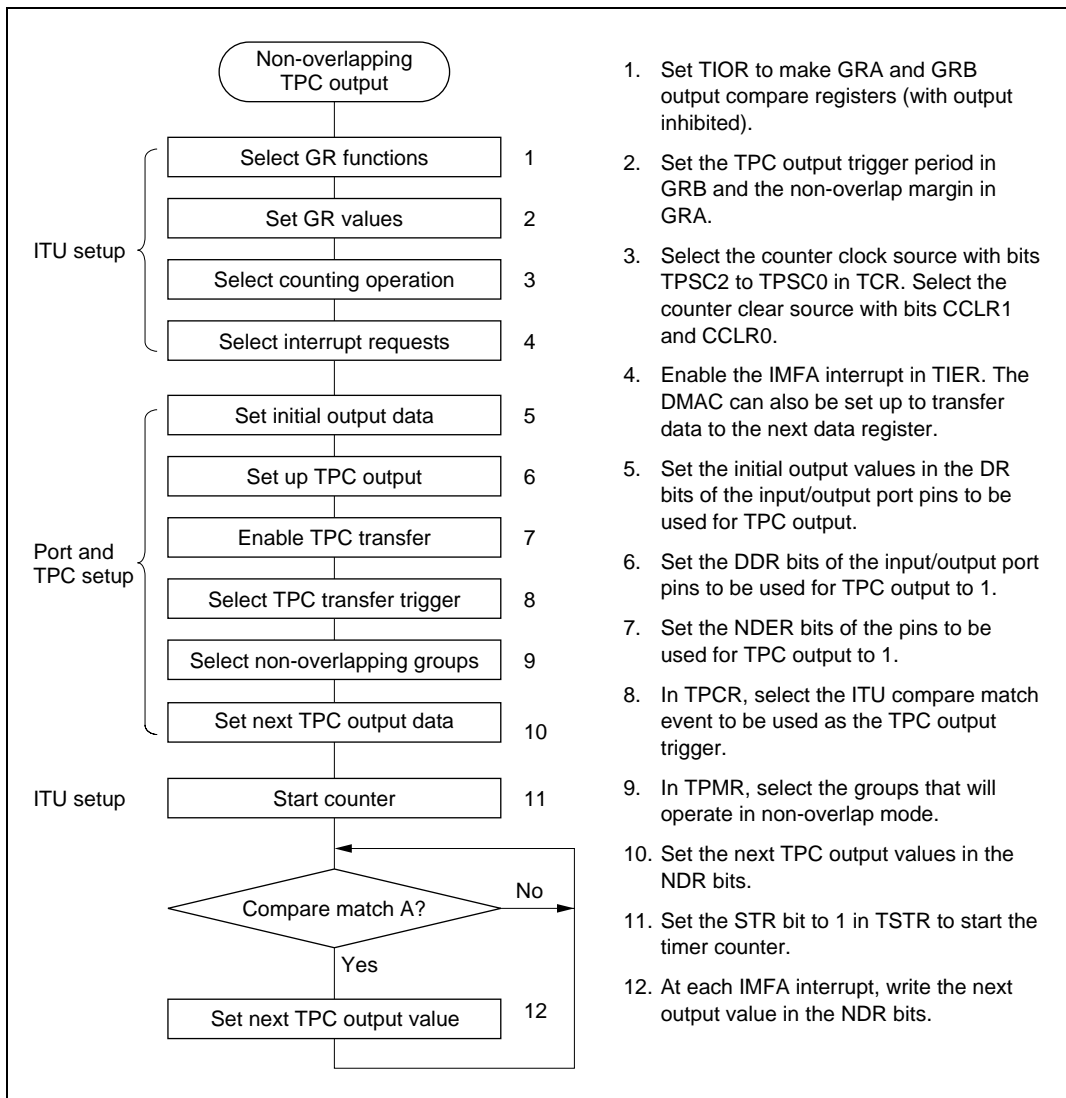 Non-overlapping
TPC output
Select GR functions
1
Set GR values
2
ITU setup
Select counting operation
3
Select interrupt requests
4
Set initial output data
5
Set up TPC output
6
Enable TPC transfer
7
Port and
TPC setup
Select TPC transfer trigger
8
Select non-overlapping groups
9
Set next TPC output data
10
ITU setup
Start counter
11
Compare match A?
No
Yes
Set next TPC output value
12
1. Set TIOR to make GRA and GRB
output compare registers (with output
inhibited).
2. Set the TPC output trigger period in
GRB and the non-overlap margin in
GRA.
3. Select the counter clock source with bits
TPSC2 to TPSC0 in TCR. Select the
counter clear source with bits CCLR1
and CCLR0.
4. Enable the IMFA interrupt in TIER. The
DMAC can also be set up to transfer
data to the next data register.
5. Set the initial output values in the DR
bits of the input/output port pins to be
used for TPC output.
6. Set the DDR bits of the input/output port
pins to be used for TPC output to 1.
7. Set the NDER bits of the pins to be
used for TPC output to 1.
8. In TPCR, select the ITU compare match
event to be used as the TPC output
trigger.
9. In TPMR, select the groups that will
operate in non-overlap mode.
10. Set the next TPC output values in the
NDR bits.
11. Set the STR bit to 1 in TSTR to start the
timer counter.
12. At each IMFA interrupt, write the next
output value in the NDR bits.